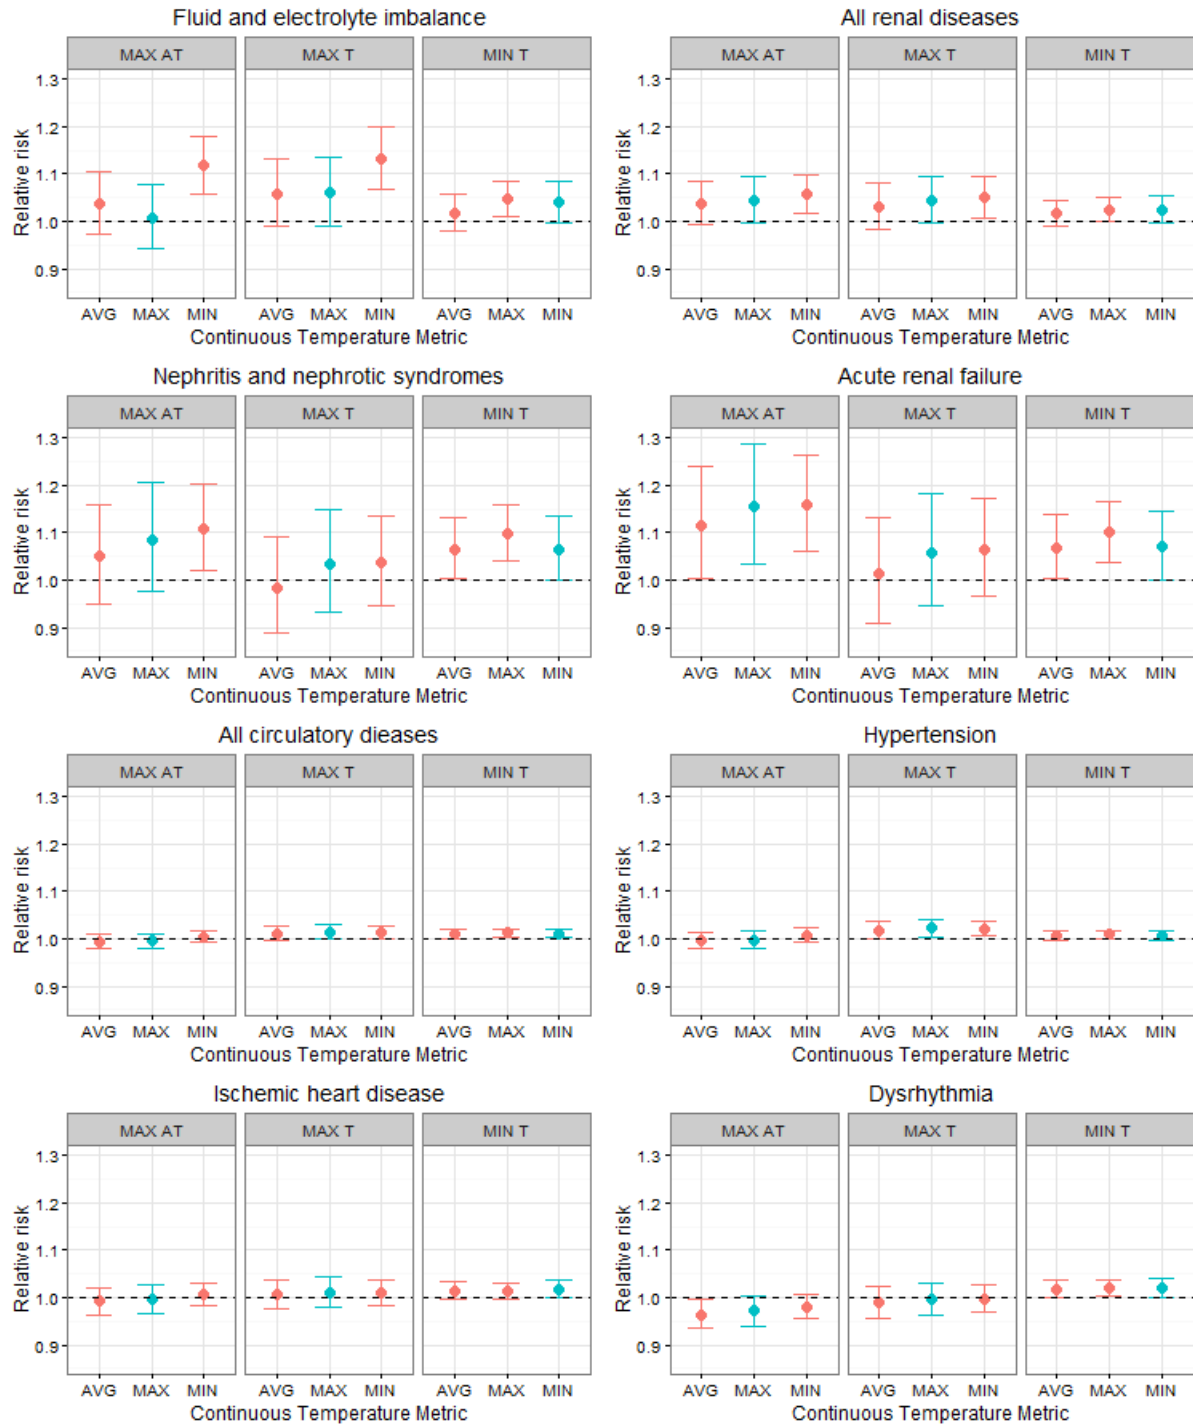 Fluid and electrolyte imbalance
MAX AT MAX T MIN T
Relative risk
1.3
1.2
1.1
1.0
0.9
AVG MAX MIN AVG MAX MIN AVG MAX MIN
Continuous Temperature Metric
All renal diseases
MAX AT MAX T MIN T
Relative risk
1.3
1.2
1.1
1.0
0.9
AVG MAX MIN AVG MAX MIN AVG MAX MIN
Continuous Temperature Metric
Nephritis and nephrotic syndromes
MAX AT MAX T MIN T
Relative risk
1.3
1.2
1.1
1.0
0.9
AVG MAX MIN AVG MAX MIN AVG MAX MIN
Continuous Temperature Metric
Acute renal failure
MAX AT MAX T MIN T
Relative risk
1.3
1.2
1.1
1.0
0.9
AVG MAX MIN AVG MAX MIN AVG MAX MIN
Continuous Temperature Metric
All circulatory dieases
MAX AT MAX T MIN T
Relative risk
1.3
1.2
1.1
1.0
0.9
AVG MAX MIN AVG MAX MIN AVG MAX MIN
Continuous Temperature Metric
Hypertension
MAX AT MAX T MIN T
Relative risk
1.3
1.2
1.1
1.0
0.9
AVG MAX MIN AVG MAX MIN AVG MAX MIN
Continuous Temperature Metric
Ischemic heart disease
MAX AT MAX T MIN T
Relative risk
1.3
1.2
1.1
1.0
0.9
AVG MAX MIN AVG MAX MIN AVG MAX MIN
Continuous Temperature Metric
Dysrhythmia
MAX AT MAX T MIN T
Relative risk
1.3
1.2
1.1
1.0
0.9
AVG MAX MIN AVG MAX MIN AVG MAX MIN
Continuous Temperature Metric